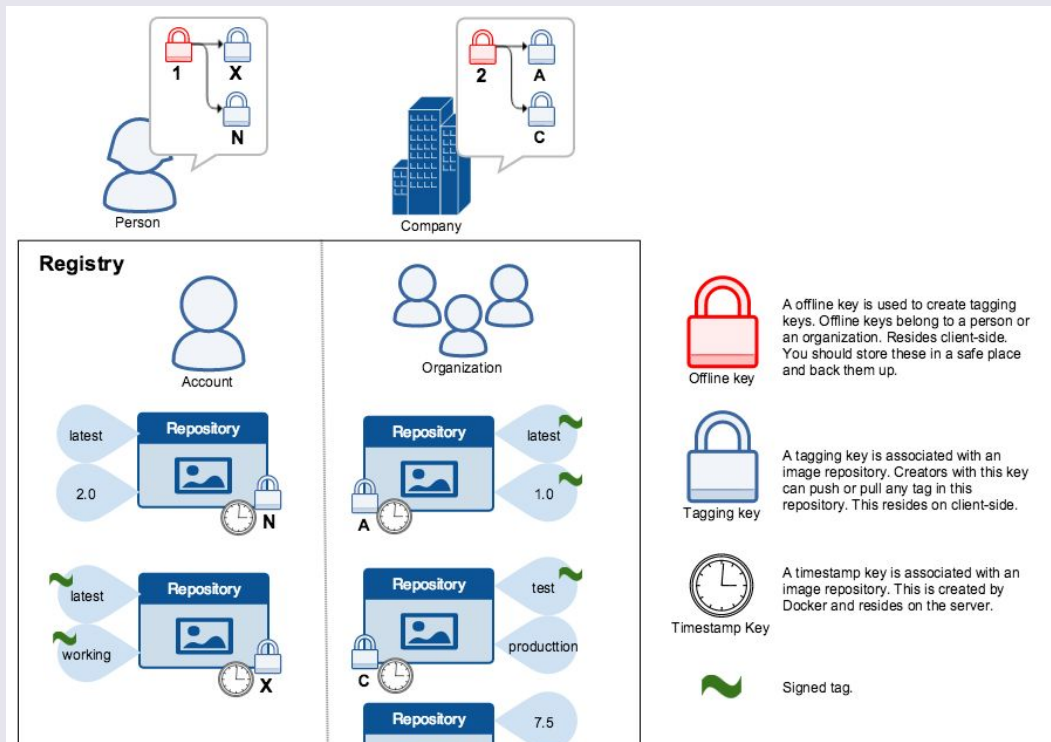 1
X
N
2
A
C
Person
Company
Registry
Account
Organization
latest
Repository
2.0
N
Repository
latest
1.0
A
latest
Repository
working
X
Repository
test
producttion
C
Repository
7.5
Offline key
A offline key is used to create tagging
keys. Offline keys belong to a person or
an organization. Resides client-side.
You should store these in a safe place
and back them up.
Tagging key
A tagging key is associated with an
image repository. Creators with this key
can push or pull any tag in this
repository. This resides on client-side.
Timestamp Key
A timestamp key is associated with an
image repository. This is created by
Docker and resides on the server.
Signed tag.